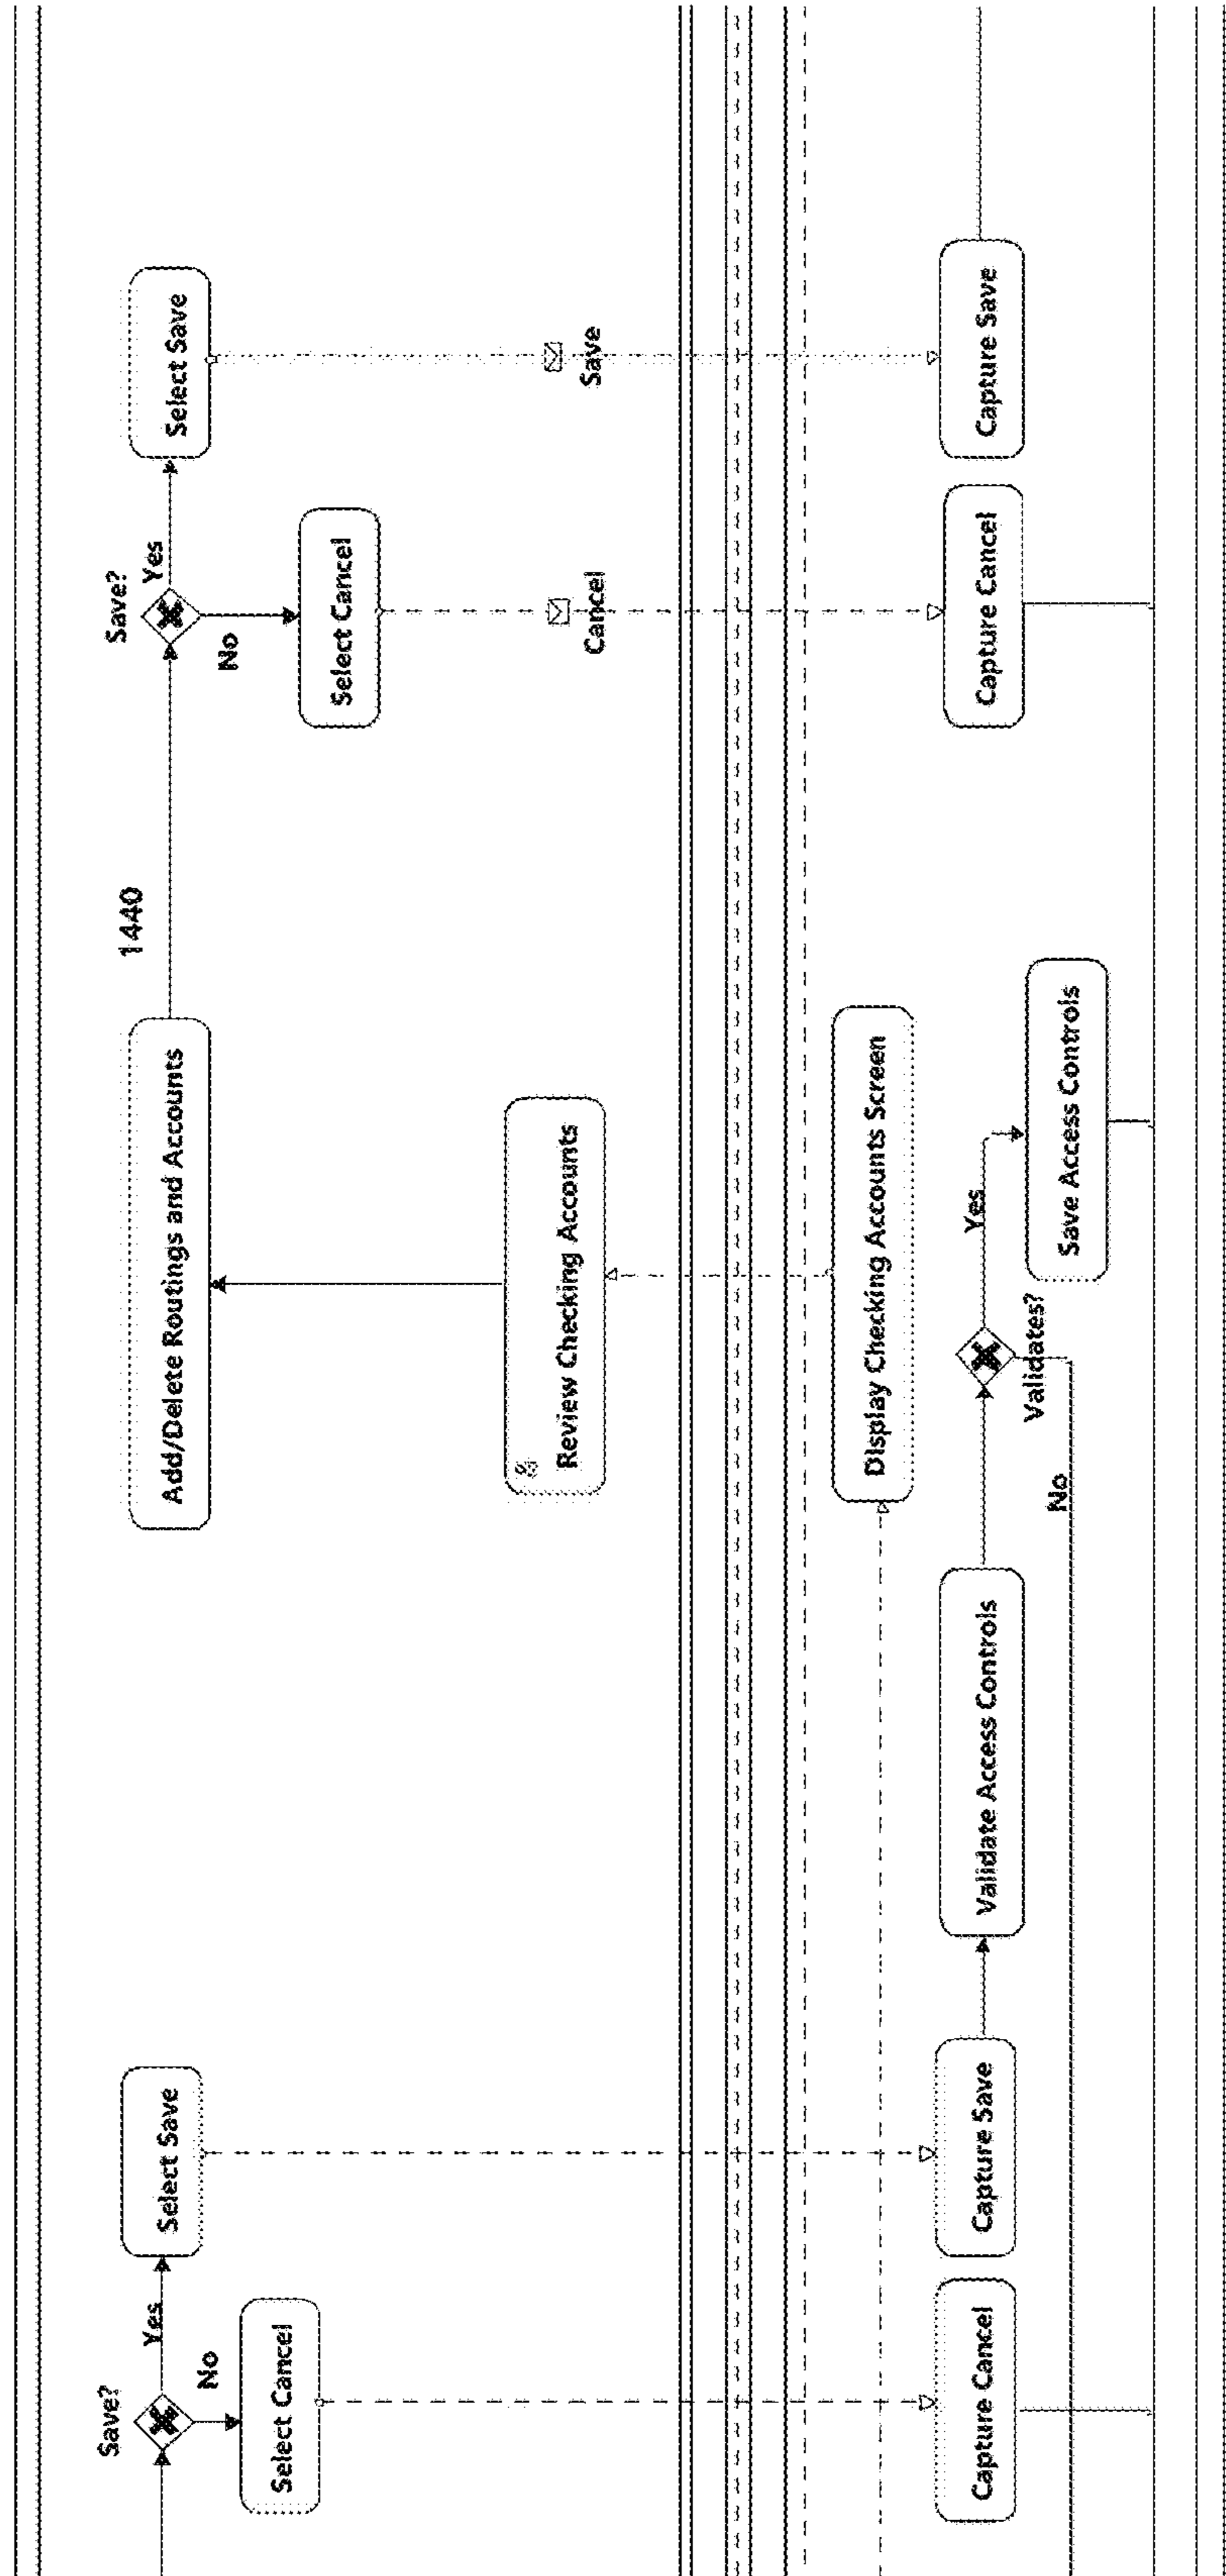 Save?
Yes
No
Select Save
Select Cancel
Add/Delete Routings and Accounts
1440
Save?
Yes
No
Select Save
Select Cancel
Review Checking Accounts
Cancel
Save
Display Checking Accounts Screen
Capture Cancel
Capture Save
Validate Access Controls
Validates?
Yes
No
Save Access Controls
Capture Cancel
Capture Save